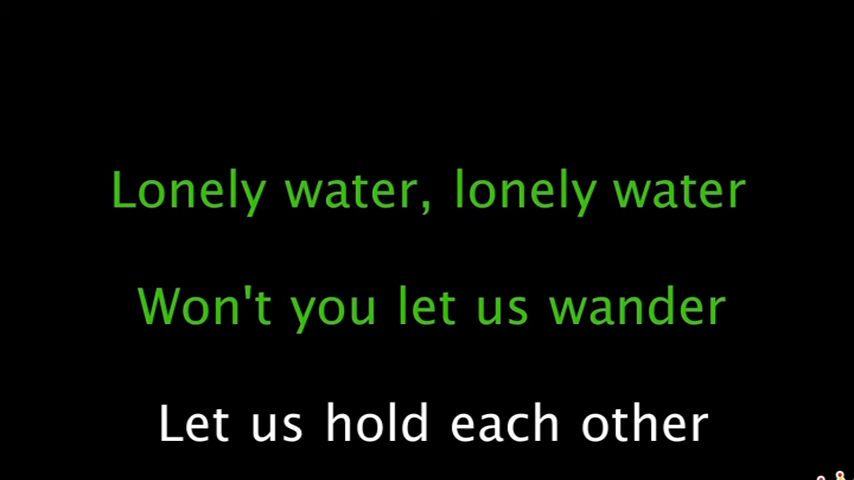 Lonely water, lonely water
Won't you let us wander
Let us hold each other